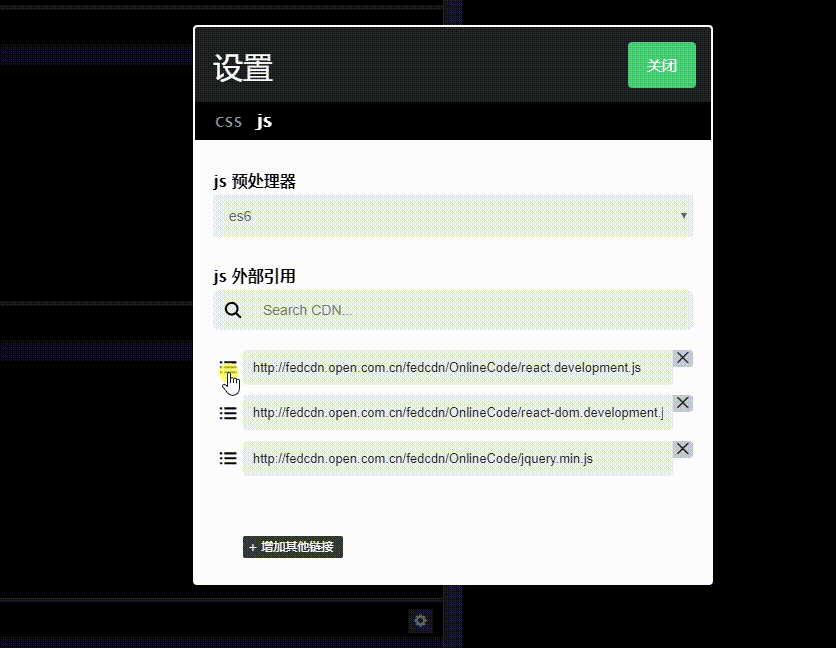 设置
关闭
css js
js 预处理器
es6
js 外部引用
Search CDN...
http://fedcdn.open.com.cn/fedcdn/OnlineCode/react.development.js
http://fedcdn.open.com.cn/fedcdn/OnlineCode/react-dom.development.j
http://fedcdn.open.com.cn/fedcdn/OnlineCode/jquery.min.js
+ 增加其他链接